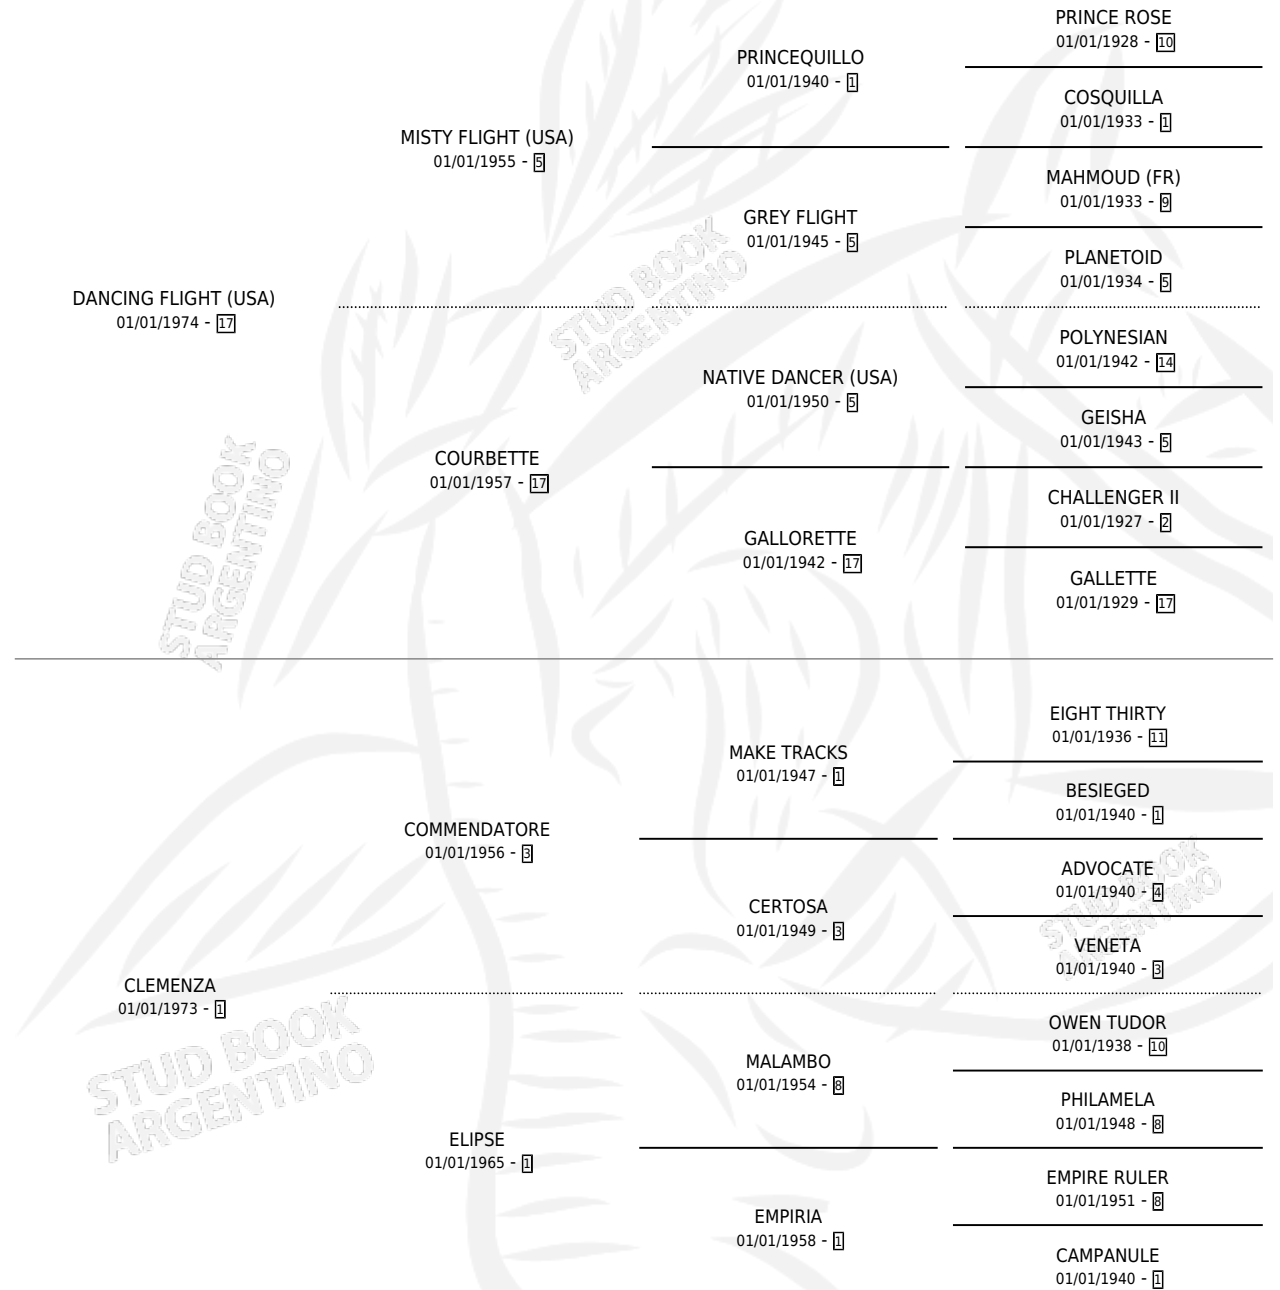 PRINCE ROSE
01/01/1928 - 10
PRINCEQUILLO
01/01/1940 - 1
COSQUILLA
01/01/1933 - 1
MISTY FLIGHT (USA)
01/01/1955 - 5
MAHMOUD (FR)
01/01/1933 - 9
GREY FLIGHT
01/01/1945 - 5
PLANETOID
01/01/1934 - 5
DANCING FLIGHT (USA)
01/01/1974 - 17
STUD BOOK
ARGENTINO
POLYNESIAN
01/01/1942 - 14
NATIVE DANCER (USA)
01/01/1950 - 5
GEISHA
01/01/1943 - 5
COURBETTE
01/01/1957 - 17
CHALLENGER II
01/01/1927 - 2
GALLORETTE
01/01/1942 - 17
GALLETTE
01/01/1929 - 17
STUD BOOK
ARGENTINO
EIGHT THIRTY
01/01/1936 - 11
MAKE TRACKS
01/01/1947 - 1
BESIEGED
01/01/1940 - 1
COMMENDATORE
01/01/1956 - 3
ADVOCATE
01/01/1940 - 4
CERTOSA
01/01/1949 - 3
VENETA
01/01/1940 - 3
STUD BOOK
ARGENTINO
CLEMENZA
01/01/1973 - 1
OWEN TUDOR
01/01/1938 - 10
MALAMBO
01/01/1954 - 8
PHILAMELA
01/01/1948 - 8
STUD BOOK
ARGENTINO
ELIPSE
01/01/1965 - 1
EMPIRE RULER
01/01/1951 - 8
EMPIRIA
01/01/1958 - 1
CAMPANULE
01/01/1940 - 1